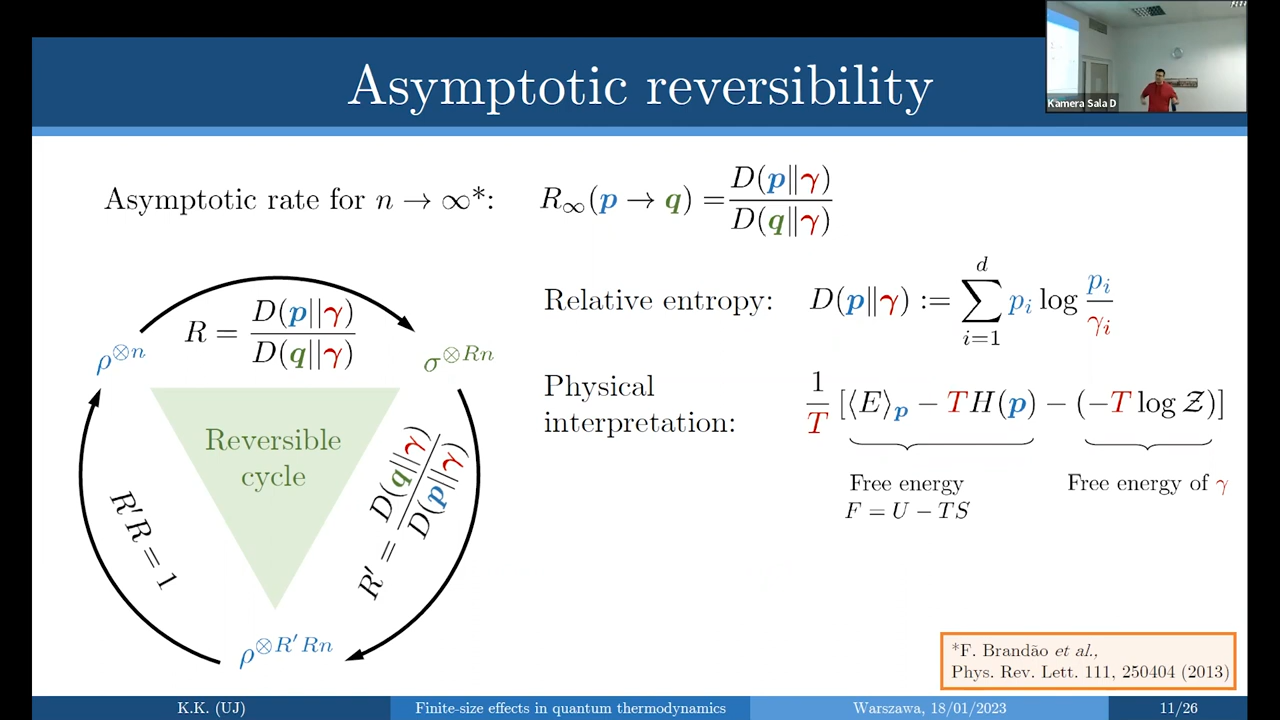 Asymptotic reversibility
Kamera Sala D
Asymptotic rate for n → ∞*: R∞(p → q) = D(p‖γ) / D(q‖γ)
Relative entropy: D(p‖γ) := ∑_{i=1}^{d} p_i log p_i/γ_i
Physical
interpretation: 1/T [⟨E⟩_p − TH(p) − (−T log Z)]
Free energy
F = U − TS
Free energy of γ
R = D(p||γ) / D(q||γ)
ρ^{⊗n}
σ^{⊗Rn}
Reversible
cycle
R′ = D(q||γ) / D(p||γ)
R′R = 1
ρ^{⊗R′Rn}
*F. Brandão et al.,
Phys. Rev. Lett. 111, 250404 (2013)
K.K. (UJ) Finite-size effects in quantum thermodynamics Warszawa, 18/01/2023 11/26